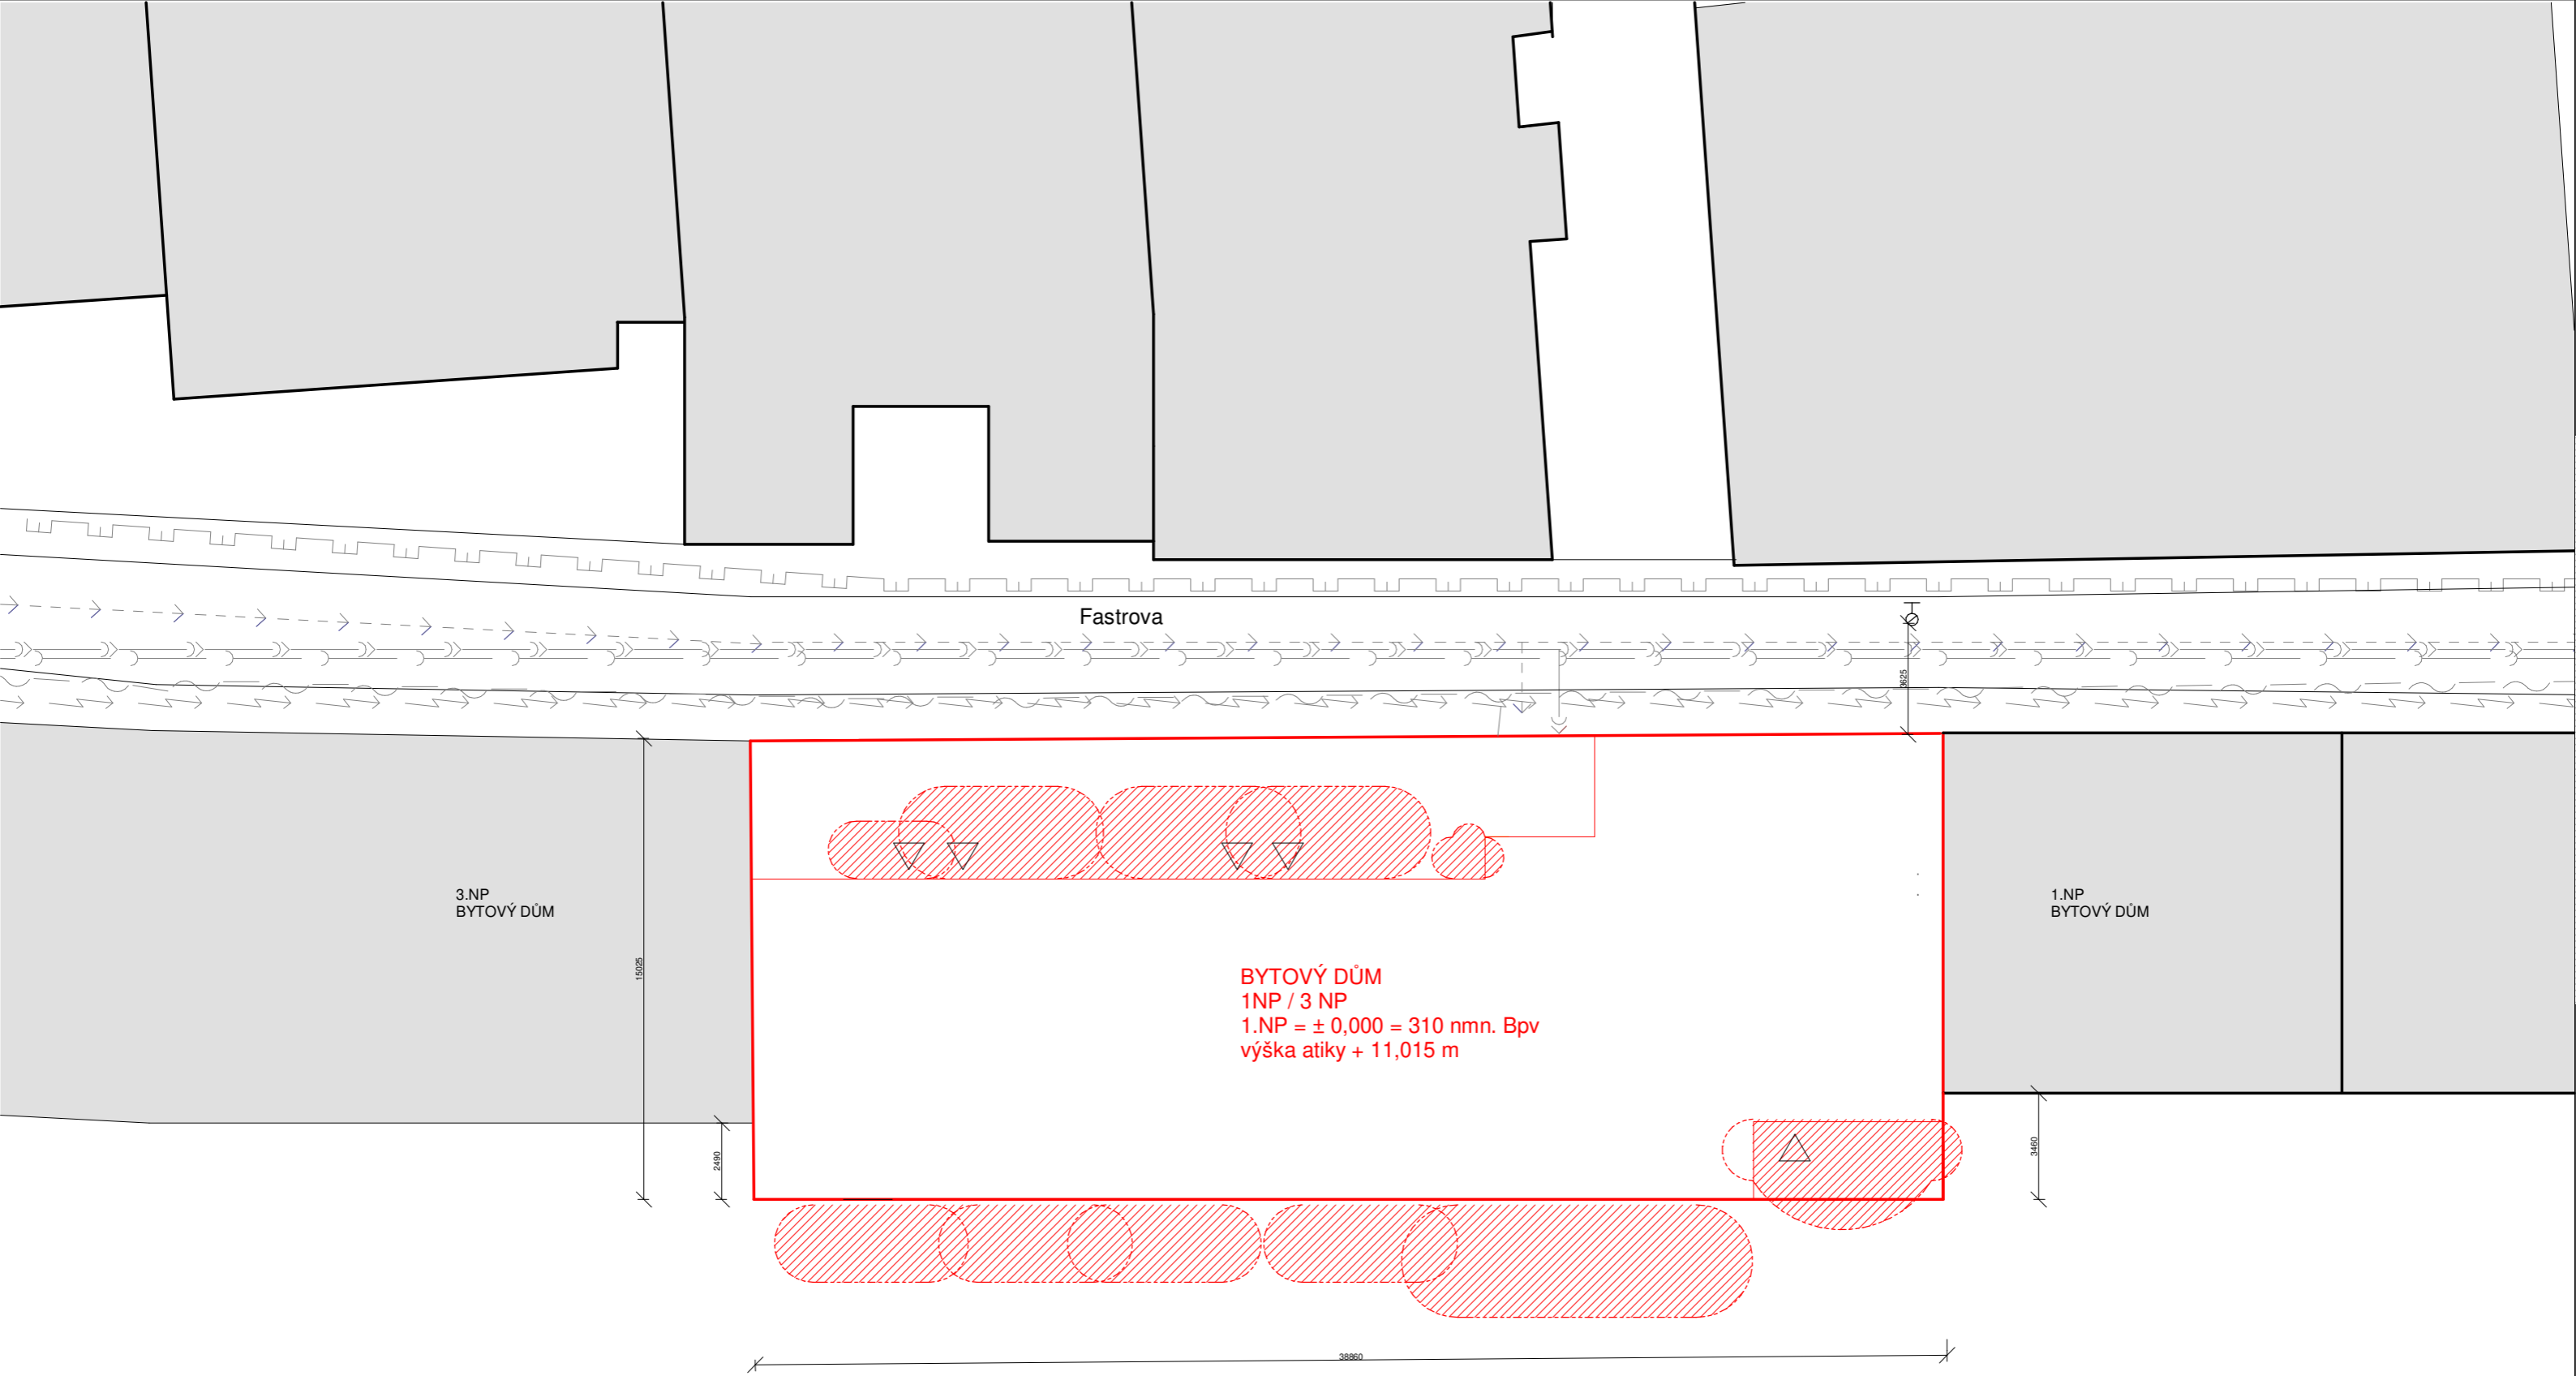 Fastrova
3625
3.NP
BYTOVÝ DŮM
1.NP
BYTOVÝ DŮM
15025
BYTOVÝ DŮM
1NP / 3 NP
1.NP = ± 0,000 = 310 nmn. Bpv
výška atiky + 11,015 m
2490
3460
38860